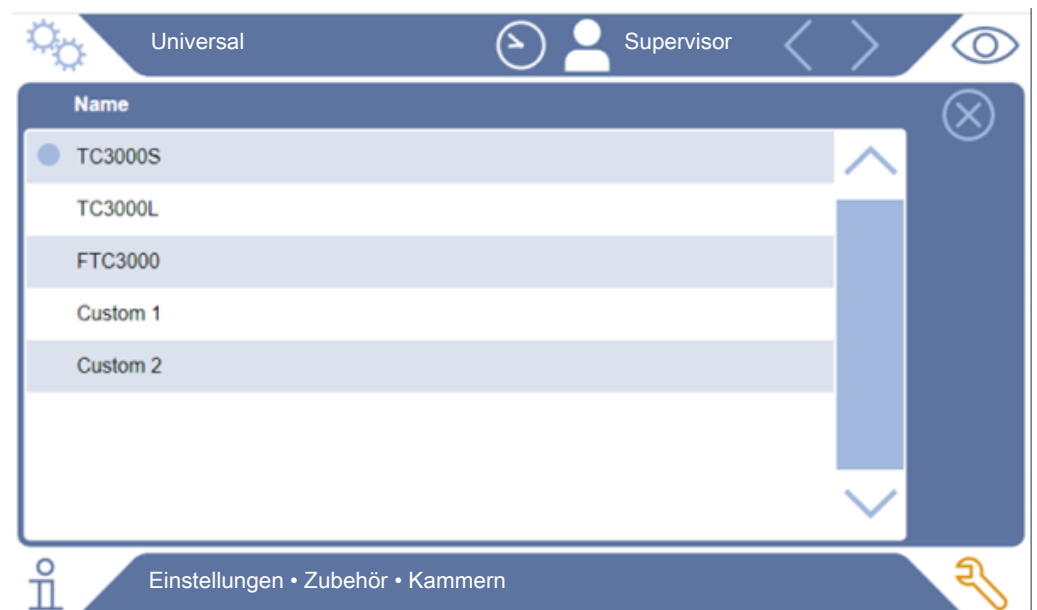 Universal
Supervisor
Name
TC3000S
TC3000L
FTC3000
Custom 1
Custom 2
Einstellungen • Zubehör • Kammern